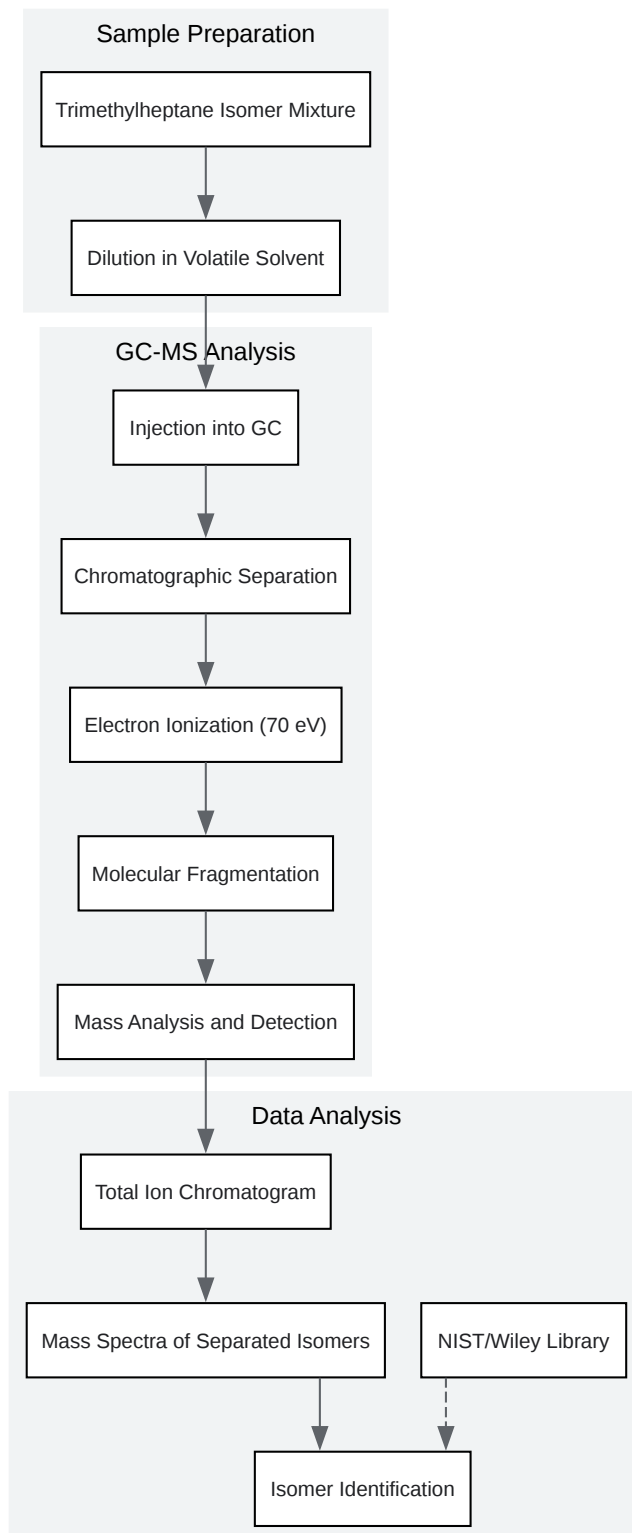 Sample Preparation
Trimethylheptane Isomer Mixture
Dilution in Volatile Solvent
GC-MS Analysis
Injection into GC
Chromatographic Separation
Electron Ionization (70 eV)
Molecular Fragmentation
Mass Analysis and Detection
Data Analysis
Total Ion Chromatogram
Mass Spectra of Separated Isomers
NIST/Wiley Library
Isomer Identification